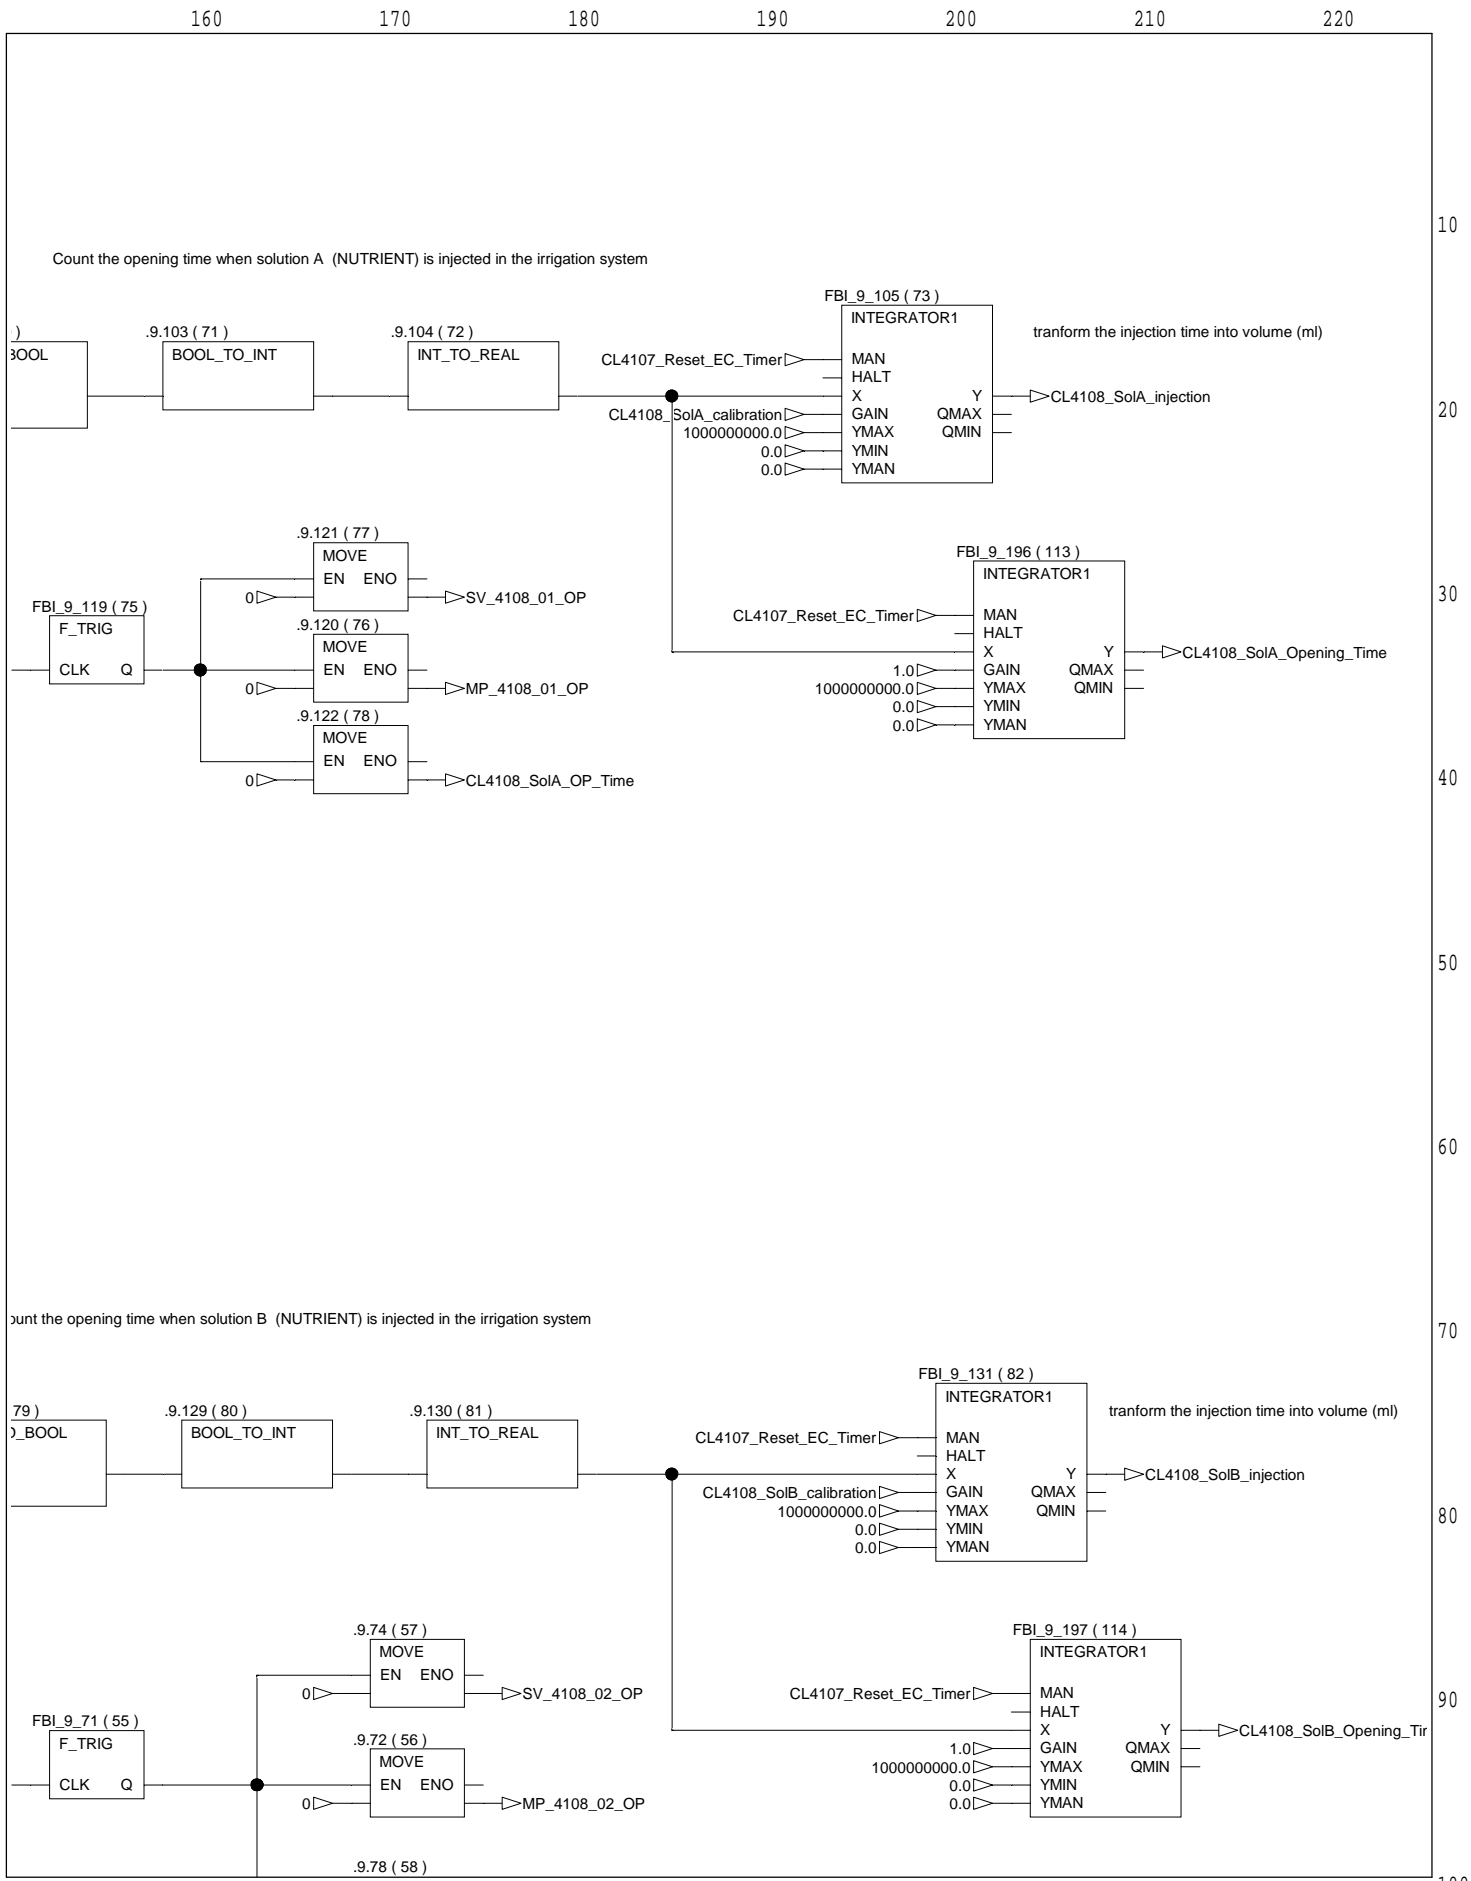 160 170 180 190 200 210 220
10
Count the opening time when solution A (NUTRIENT) is injected in the irrigation system
FBI_9_105 ( 73 )
INTEGRATOR1
tranform the injection time into volume (ml)
)
BOOL
.9.103 ( 71 )
BOOL_TO_INT
.9.104 ( 72 )
INT_TO_REAL
CL4107_Reset_EC_Timer MAN
HALT
X Y CL4108_SolA_injection
CL4108_SolA_calibration GAIN QMAX
1000000000.0 YMAX QMIN
0.0 YMIN
0.0 YMAN
20
.9.121 ( 77 )
MOVE
EN ENO
0 SV_4108_01_OP
FBI_9_119 ( 75 )
F_TRIG
CLK Q
.9.120 ( 76 )
MOVE
EN ENO
0 MP_4108_01_OP
.9.122 ( 78 )
MOVE
EN ENO
0 CL4108_SolA_OP_Time
FBI_9_196 ( 113 )
INTEGRATOR1
CL4107_Reset_EC_Timer MAN
HALT
X Y CL4108_SolA_Opening_Time
1.0 GAIN QMAX
1000000000.0 YMAX QMIN
0.0 YMIN
0.0 YMAN
30
40
50
60
ount the opening time when solution B (NUTRIENT) is injected in the irrigation system
70
FBI_9_131 ( 82 )
INTEGRATOR1
tranform the injection time into volume (ml)
79 )
O_BOOL
.9.129 ( 80 )
BOOL_TO_INT
.9.130 ( 81 )
INT_TO_REAL
CL4107_Reset_EC_Timer MAN
HALT
X Y CL4108_SolB_injection
CL4108_SolB_calibration GAIN QMAX
1000000000.0 YMAX QMIN
0.0 YMIN
0.0 YMAN
80
.9.74 ( 57 )
MOVE
EN ENO
0 SV_4108_02_OP
FBI_9_71 ( 55 )
F_TRIG
CLK Q
.9.72 ( 56 )
MOVE
EN ENO
0 MP_4108_02_OP
.9.78 ( 58 )
FBI_9_197 ( 114 )
INTEGRATOR1
CL4107_Reset_EC_Timer MAN
HALT
X Y CL4108_SolB_Opening_Tir
1.0 GAIN QMAX
1000000000.0 YMAX QMIN
0.0 YMIN
0.0 YMAN
90